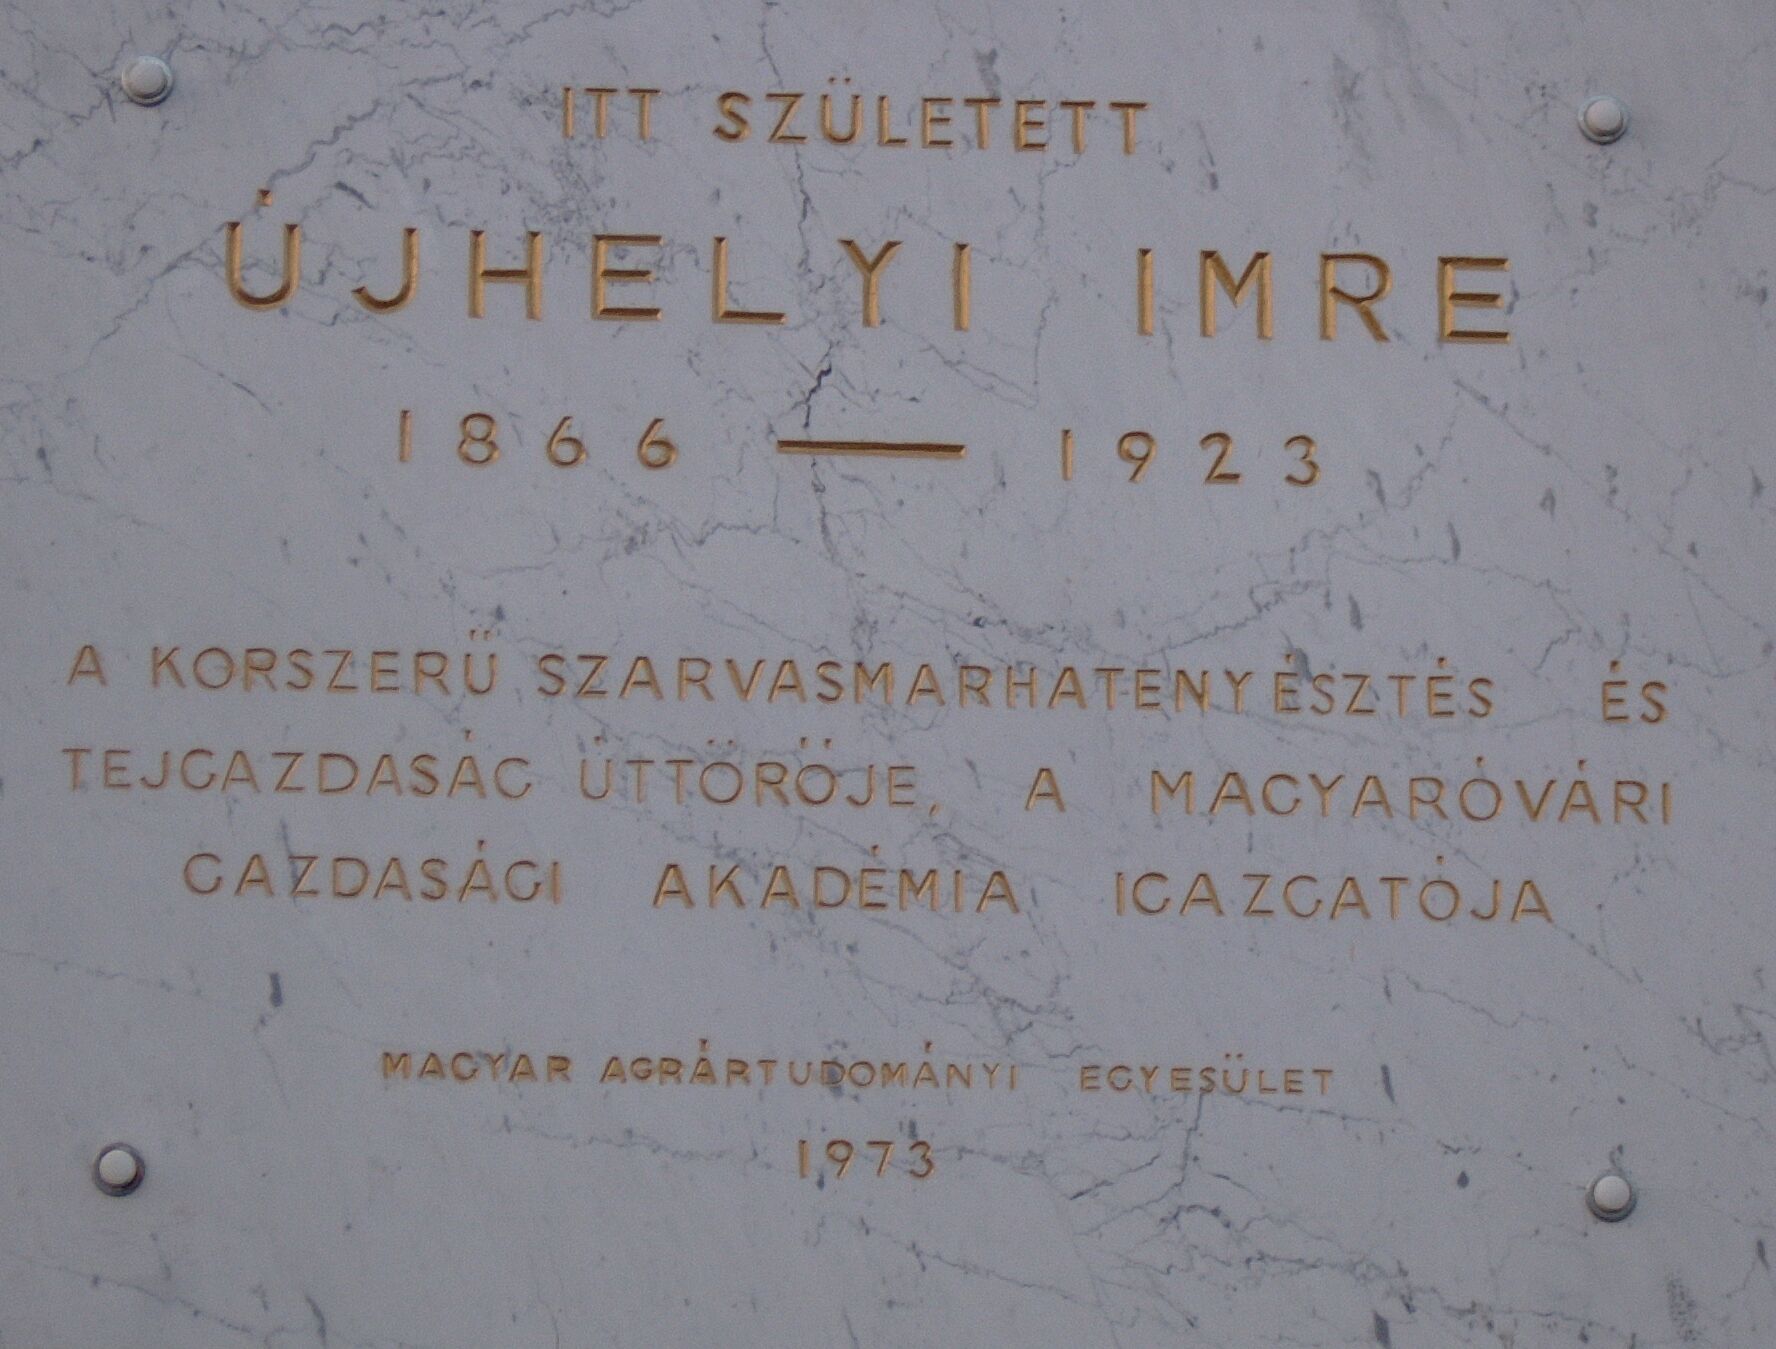 ITT SZÜLETETT
ÚJHELYI IMRE
1866 — 1923
A KORSZERŰ SZARVASMARHATENYÉSZTÉS ÉS
TEJGAZDASÁG ÚTTÖRŐJE, A MAGYARÓVÁRI
GAZDASÁGI AKADÉMIA IGAZGATÓJA
MAGYAR AGRÁRTUDOMÁNYI EGYESÜLET
1973